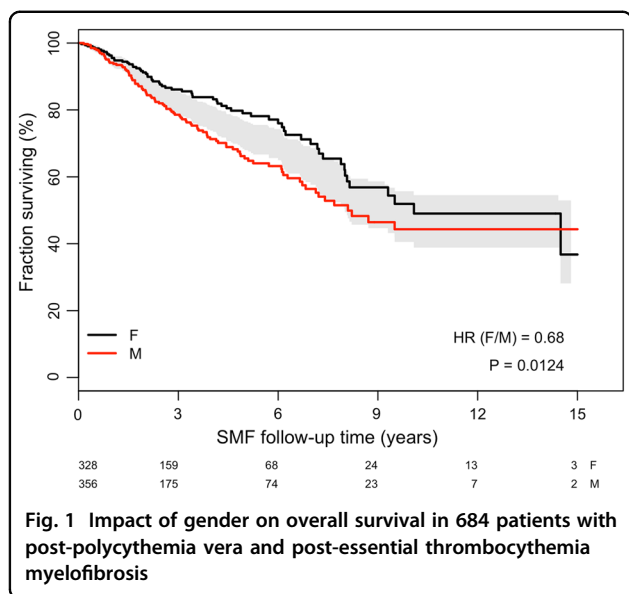 Fraction surviving (%)
100
80
60
40
20
0
F
M
HR (F/M) = 0.68
P = 0.0124
0 3 6 9 12 15
SMF follow-up time (years)
328 159 68 24 13 3 F
356 175 74 23 7 2 M
Fig. 1 Impact of gender on overall survival in 684 patients with
post-polycythemia vera and post-essential thrombocythemia
myelofibrosis